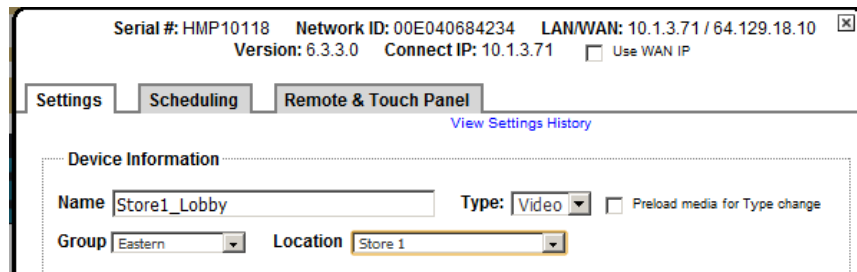 Serial #: HMP10118 Network ID: 00E040684234 LAN/WAN: 10.1.3.71 / 64.129.18.10
Version: 6.3.3.0 Connect IP: 10.1.3.71 Use WAN IP
Settings Scheduling Remote & Touch Panel
View Settings History
Device Information
Name Store1_Lobby Type: Video Preload media for Type change
Group Eastern Location Store 1